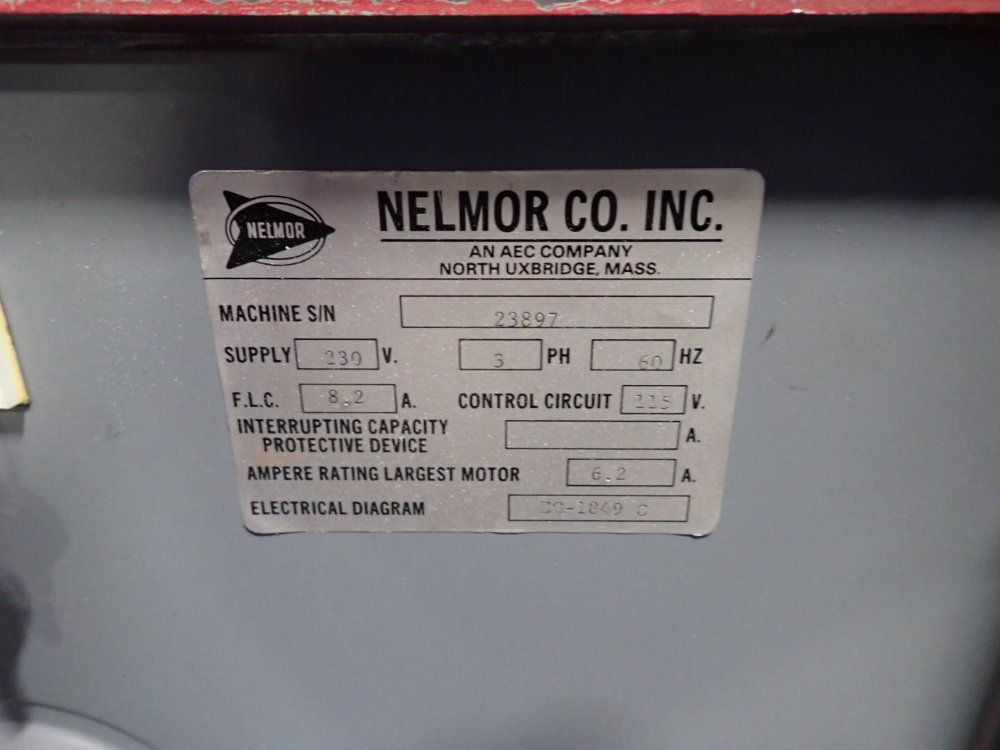 NELMOR
NELMOR CO. INC.
AN AEC COMPANY
NORTH UXBRIDGE, MASS.
MACHINE S/N 23897
SUPPLY 230 V. 3 PH 60 HZ
F.L.C. 8.2 A. CONTROL CIRCUIT 115 V.
INTERRUPTING CAPACITY
PROTECTIVE DEVICE A.
AMPERE RATING LARGEST MOTOR 6.2 A.
ELECTRICAL DIAGRAM